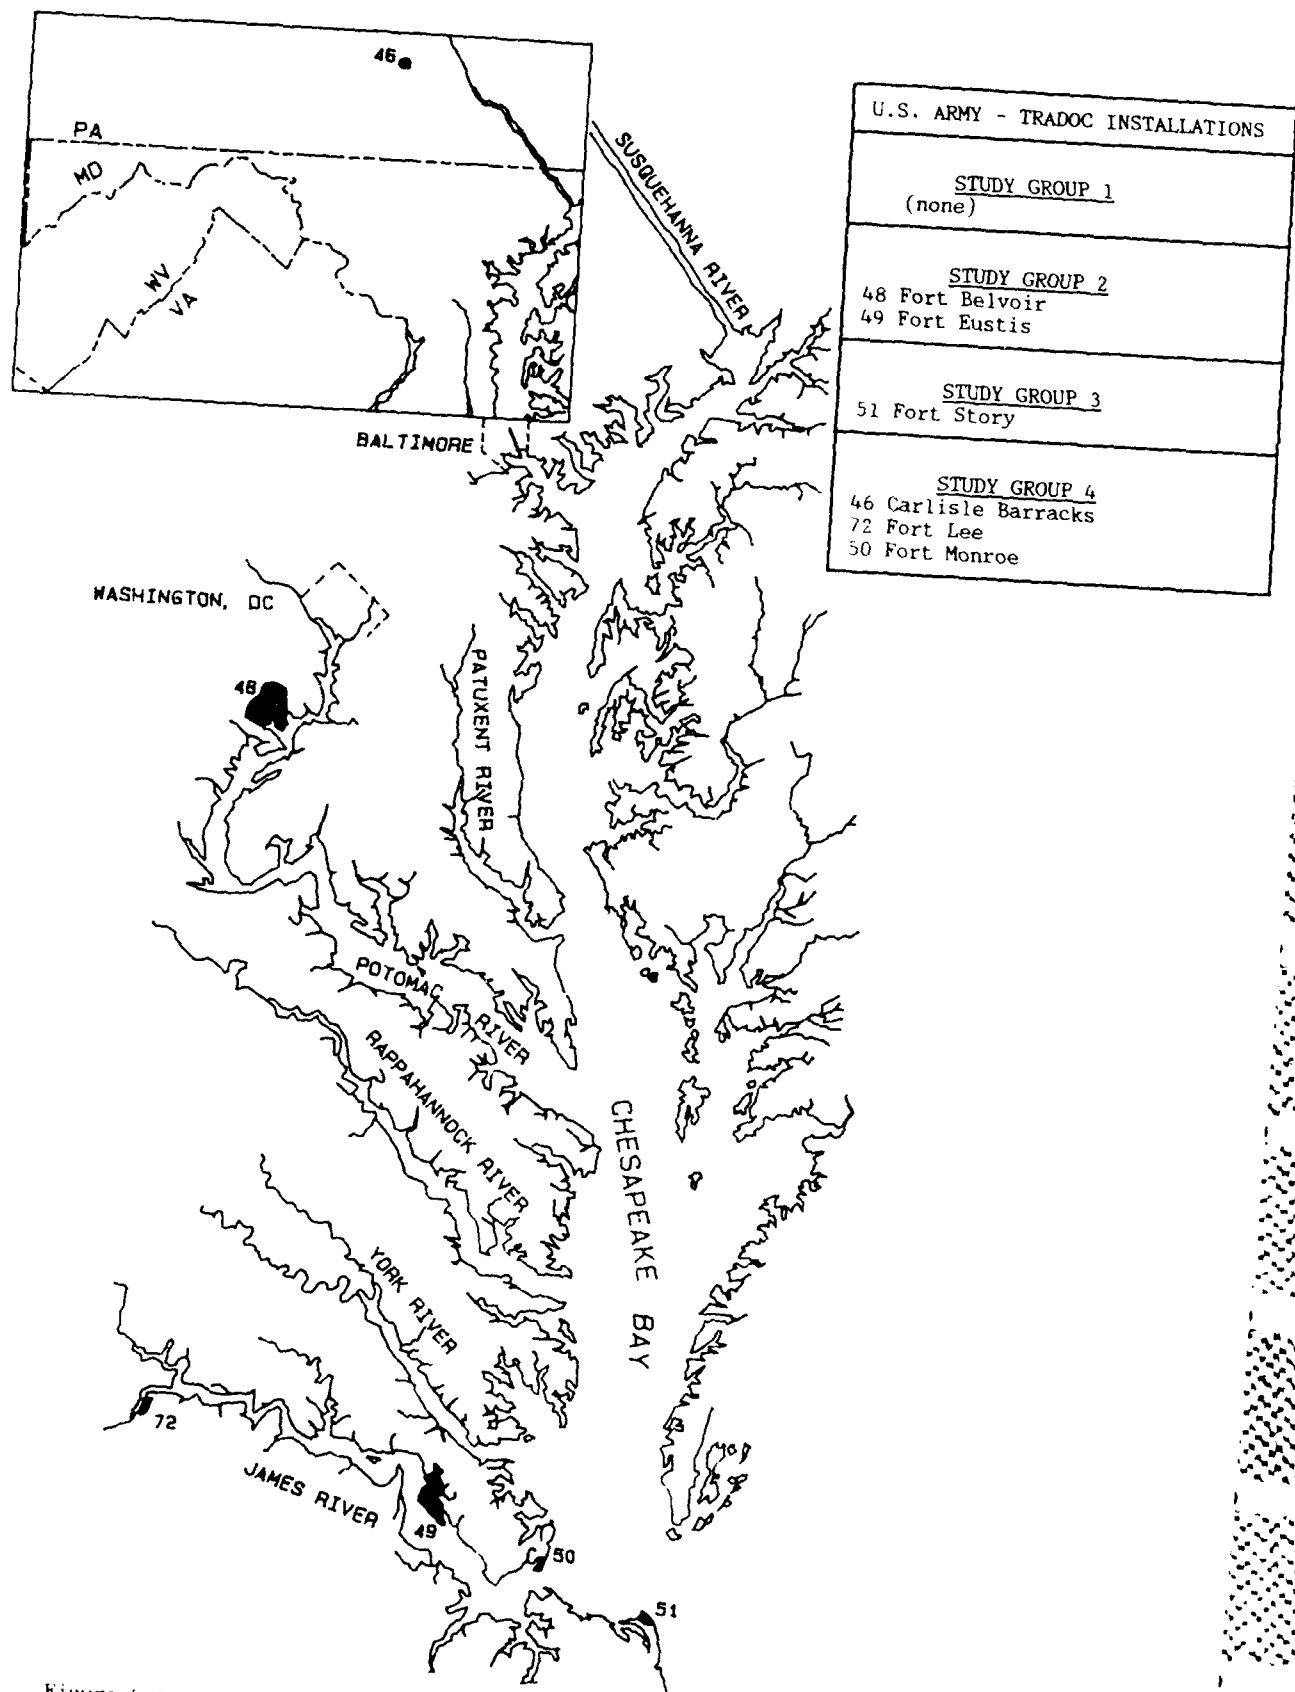 46
PA
MD
WV
VA
SUSQUEHANNA RIVER
U.S. ARMY - TRADOC INSTALLATIONS
STUDY GROUP 1
(none)
STUDY GROUP 2
48 Fort Belvoir
49 Fort Eustis
STUDY GROUP 3
51 Fort Story
STUDY GROUP 4
46 Carlisle Barracks
72 Fort Lee
50 Fort Monroe
BALTIMORE
WASHINGTON, DC
48
PATUXENT RIVER
POTOMAC RIVER
RAPPAHANNOCK RIVER
CHESAPEAKE BAY
YORK RIVER
72
JAMES RIVER
49
50
51